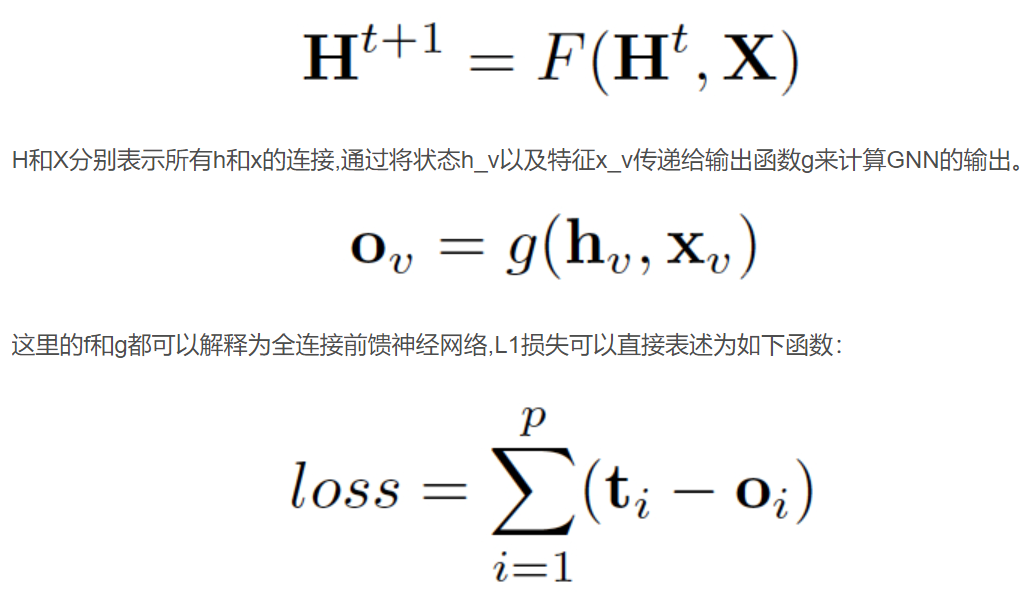 H^{t+1} = F(H^t, X)
H和X分别表示所有h和x的连接,通过将状态h_v以及特征x_v传递给输出函数g来计算GNN的输出。
o_v = g(h_v, x_v)
这里的f和g都可以解释为全连接前馈神经网络,L1损失可以直接表述为如下函数：
loss = \sum_{i=1}^{p} (t_i − o_i)